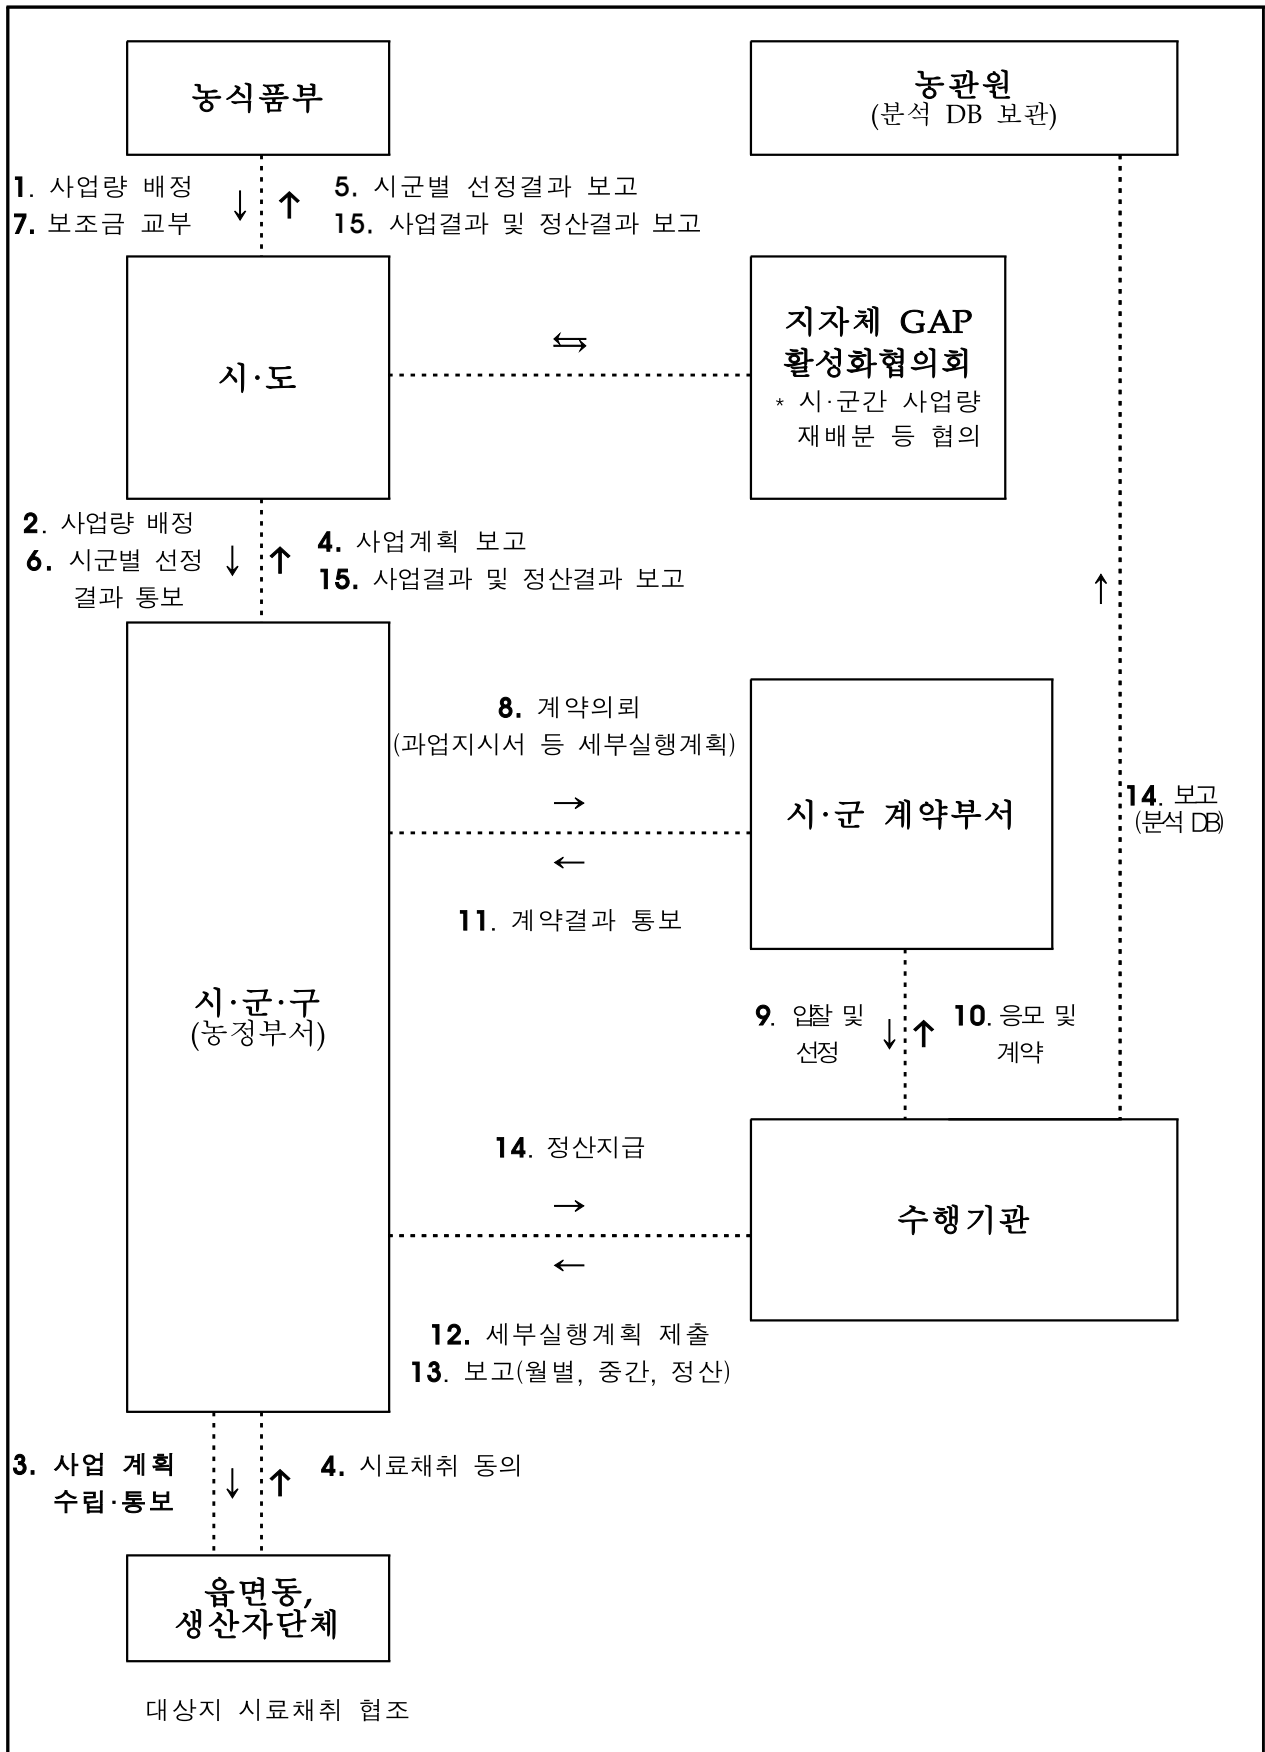 농식품부
농관원
(분석 DB 보관)
1. 사업량 배정
7. 보조금 교부
↓ ↑
5. 시군별 선정결과 보고
15. 사업결과 및 정산결과 보고
시·도
⇆
지자체 GAP
활성화협의회
* 시·군간 사업량
재배분 등 협의
2. 사업량 배정
6. 시군별 선정
결과 통보
↓ ↑
4. 사업계획 보고
15. 사업결과 및 정산결과 보고
↑
8. 계약의뢰
(과업지시서 등 세부실행계획)
→
←
11. 계약결과 통보
시·군 계약부서
14. 보고
(분석 DB)
시·군·구
(농정부서)
9. 입찰 및
선정
↓ ↑
10. 응모 및
계약
14. 정산지급
→
←
수행기관
12. 세부실행계획 제출
13. 보고(월별, 중간, 정산)
3. 사업 계획
수립·통보
↓ ↑
4. 시료채취 동의
읍면동,
생산자단체
대상지 시료채취 협조